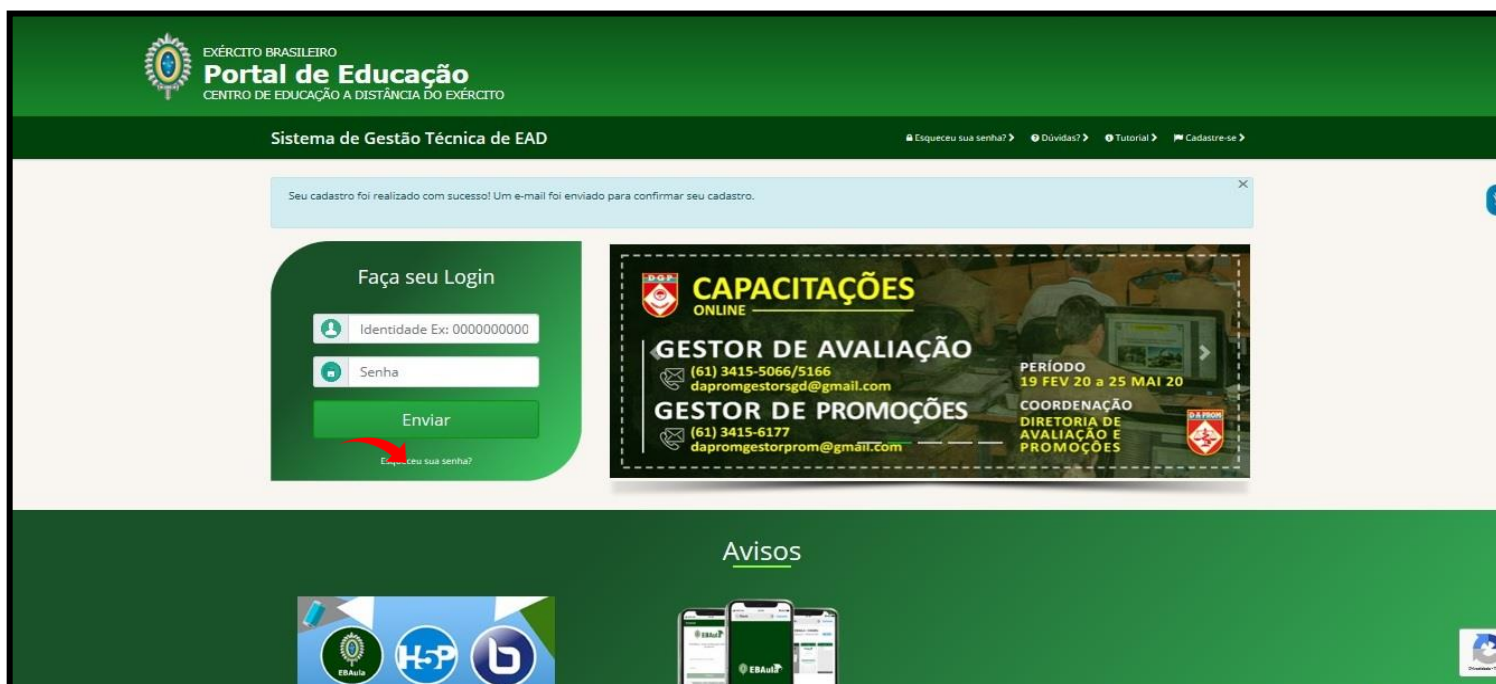 EXÉRCITO BRASILEIRO
Portal de Educação
CENTRO DE EDUCAÇÃO A DISTÂNCIA DO EXÉRCITO
Sistema de Gestão Técnica de EAD
Esqueceu sua senha?
Dúvidas?
Tutorial
Cadastre-se
Seu cadastro foi realizado com sucesso! Um e-mail foi enviado para confirmar seu cadastro.
×
Faça seu Login
Identidade Ex: 0000000000
Senha
Enviar
Esqueceu sua senha?
DGP
CAPACITAÇÕES
ONLINE
GESTOR DE AVALIAÇÃO
(61) 3415-5066/5166
dapromgestorsgd@gmail.com
GESTOR DE PROMOÇÕES
(61) 3415-6177
dapromgestorprom@gmail.com
PERÍODO
19 FEV 20 a 25 MAI 20
COORDENAÇÃO
DIRETORIA DE
AVALIAÇÃO E
PROMOÇÕES
D A PROM
Avisos
EBAula
H5P
b
EBAula
EBAula